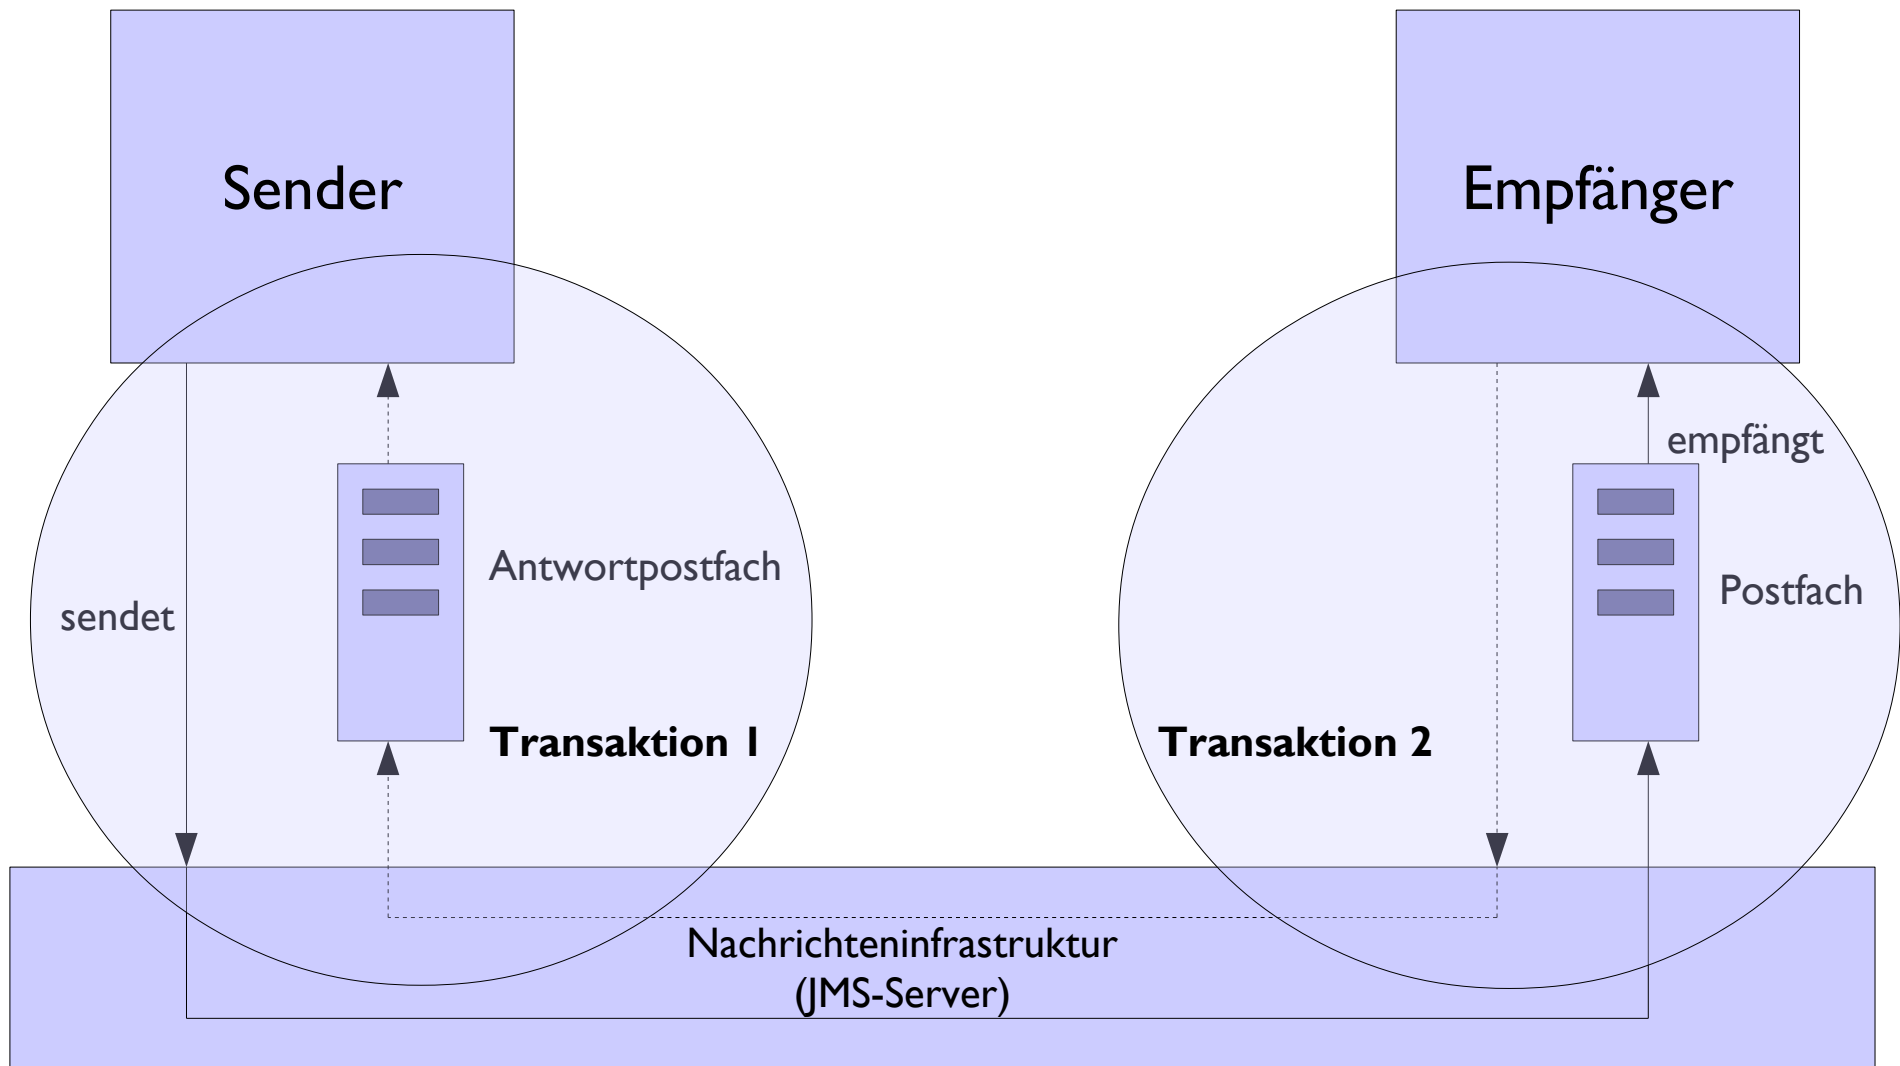 Sender
Empfänger
empfängt
Antwortpostfach
Postfach
sendet
Transaktion 1
Transaktion 2
Nachrichteninfrastruktur
(JMS-Server)